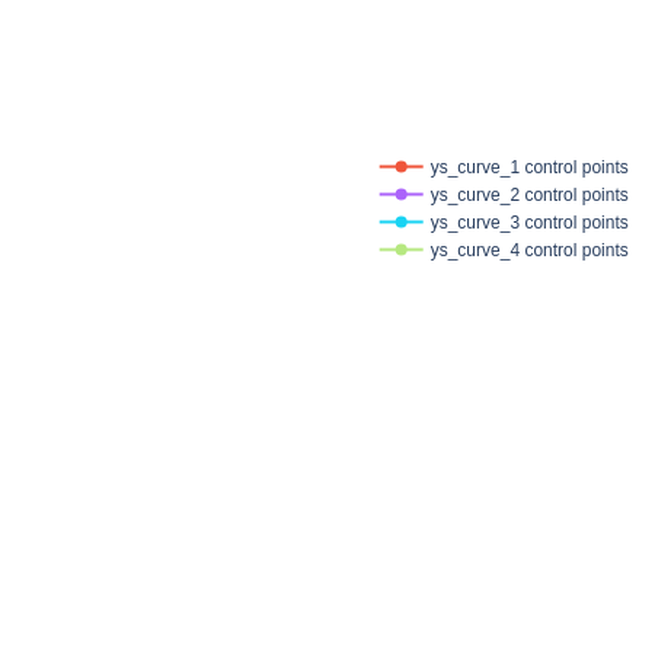 ys_curve_1 control points
ys_curve_2 control points
ys_curve_3 control points
ys_curve_4 control points